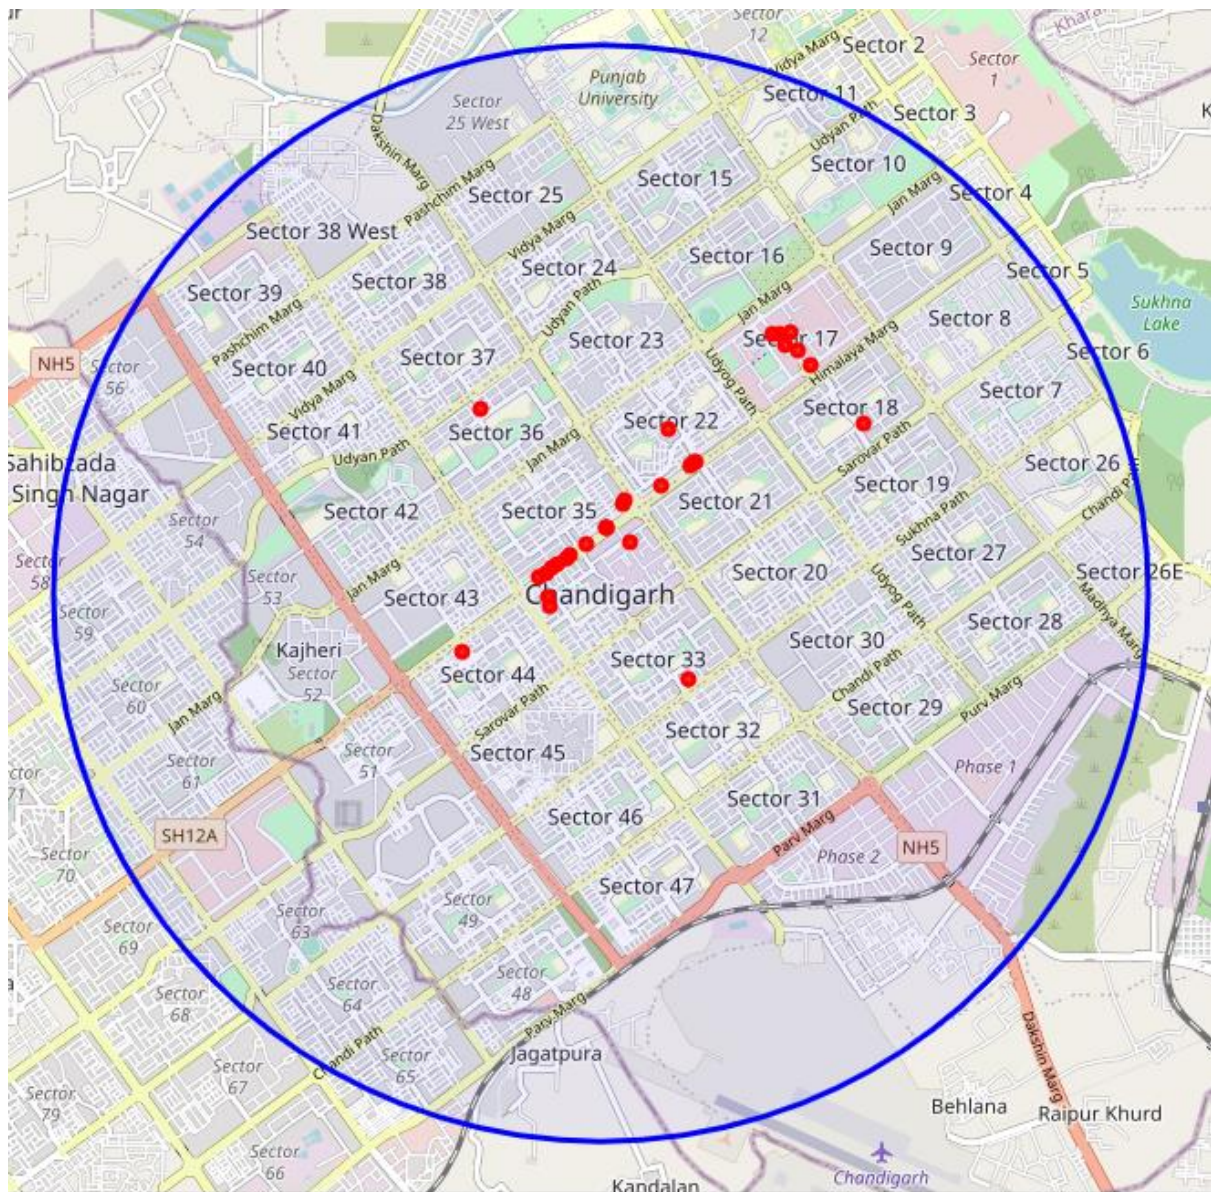 Sector
12
Sector 2
Khara
Vidya Marg
Sector
1
Punjab
University
Sector 11
Sector
25 West
Udyan Path
Sector 3
K
Dakshin Marg
Sector 10
Pashchim Marg
Sector 15
Jan Marg
Sector 4
Sector 25
Sector 38 West
Vidya Marg
Sector 16
Sector 9
Sector 24
Sector 5
Sector 38
Sector 39
Udyan Path
Jan Marg
Sukhna
Lake
Pashchim Marg
Sector 8
Sector 23
Sector 17
Himalaya Marg
Sector 6
NH5
Sector
56
Sector 37
Sector 40
Udyog Path
Sector 7
Vidya Marg
Sector 18
Sector 22
Sector 41
Sector 36
Udyan Path
Jan Marg
Sarovar Path
Sahibzada
Singh Nagar
Sector 26
Chandi Path
Sector 19
Sector 21
Sector 35
Sector 42
Sector
54
Sukhna Path
Sector 27
Sector
58
Sector 20
Sector 26E
Jan Marg
Sector
53
Udyog Path
Chandigarh
Sector 43
Madhya Marg
Sector
59
Sector 28
Sector 30
Kajheri
Sector
52
Sector 33
Chandi Path
Sector 44
Sector
60
Purv Marg
Jan Marg
Sarovar Path
Sector 29
Sector 32
Sector
51
Sector 45
Sector
61
Phase 1
Sector
71
Sector 31
Sector 46
SH12A
Parv Marg
NH5
Phase 2
Sector
70
Sector 47
Sector
49
Sector
63
Sector
69
Sector
48
Sector
64
Sector
68
Parv Marg
Chandi Path
Dakshin Marg
Jagatpura
Sector
65
Sector
67
Sector
79
Behlana
Raipur Khurd
Sector
66
Chandigarh
Kandalan